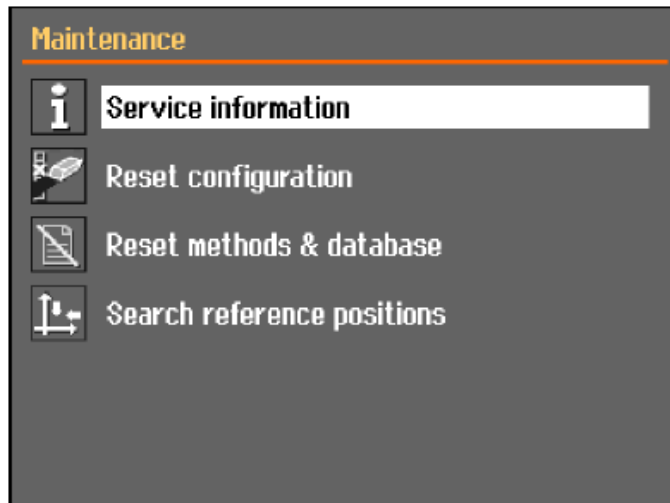 Maintenance
Service information
Reset configuration
Reset methods & database
Search reference positions